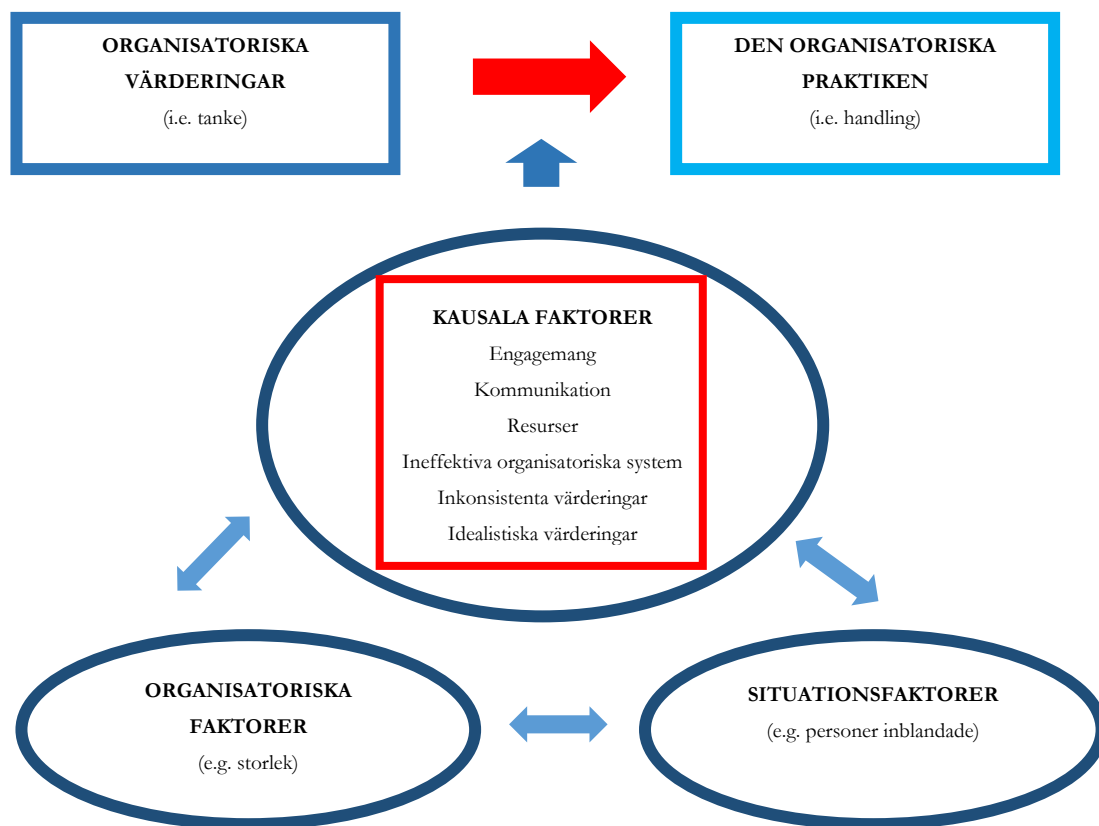 ORGANISATORISKA
VÄRDERINGAR
(i.e. tanke)
DEN ORGANISATORISKA
PRAKTIKEN
(i.e. handling)
KAUSALA FAKTORER
Engagemang
Kommunikation
Resurser
Ineffektiva organisatoriska system
Inkonsistenta värderingar
Idealistiska värderingar
ORGANISATORISKA
FAKTORER
(e.g. storlek)
SITUATIONSFAKTORER
(e.g. personer inblandade)